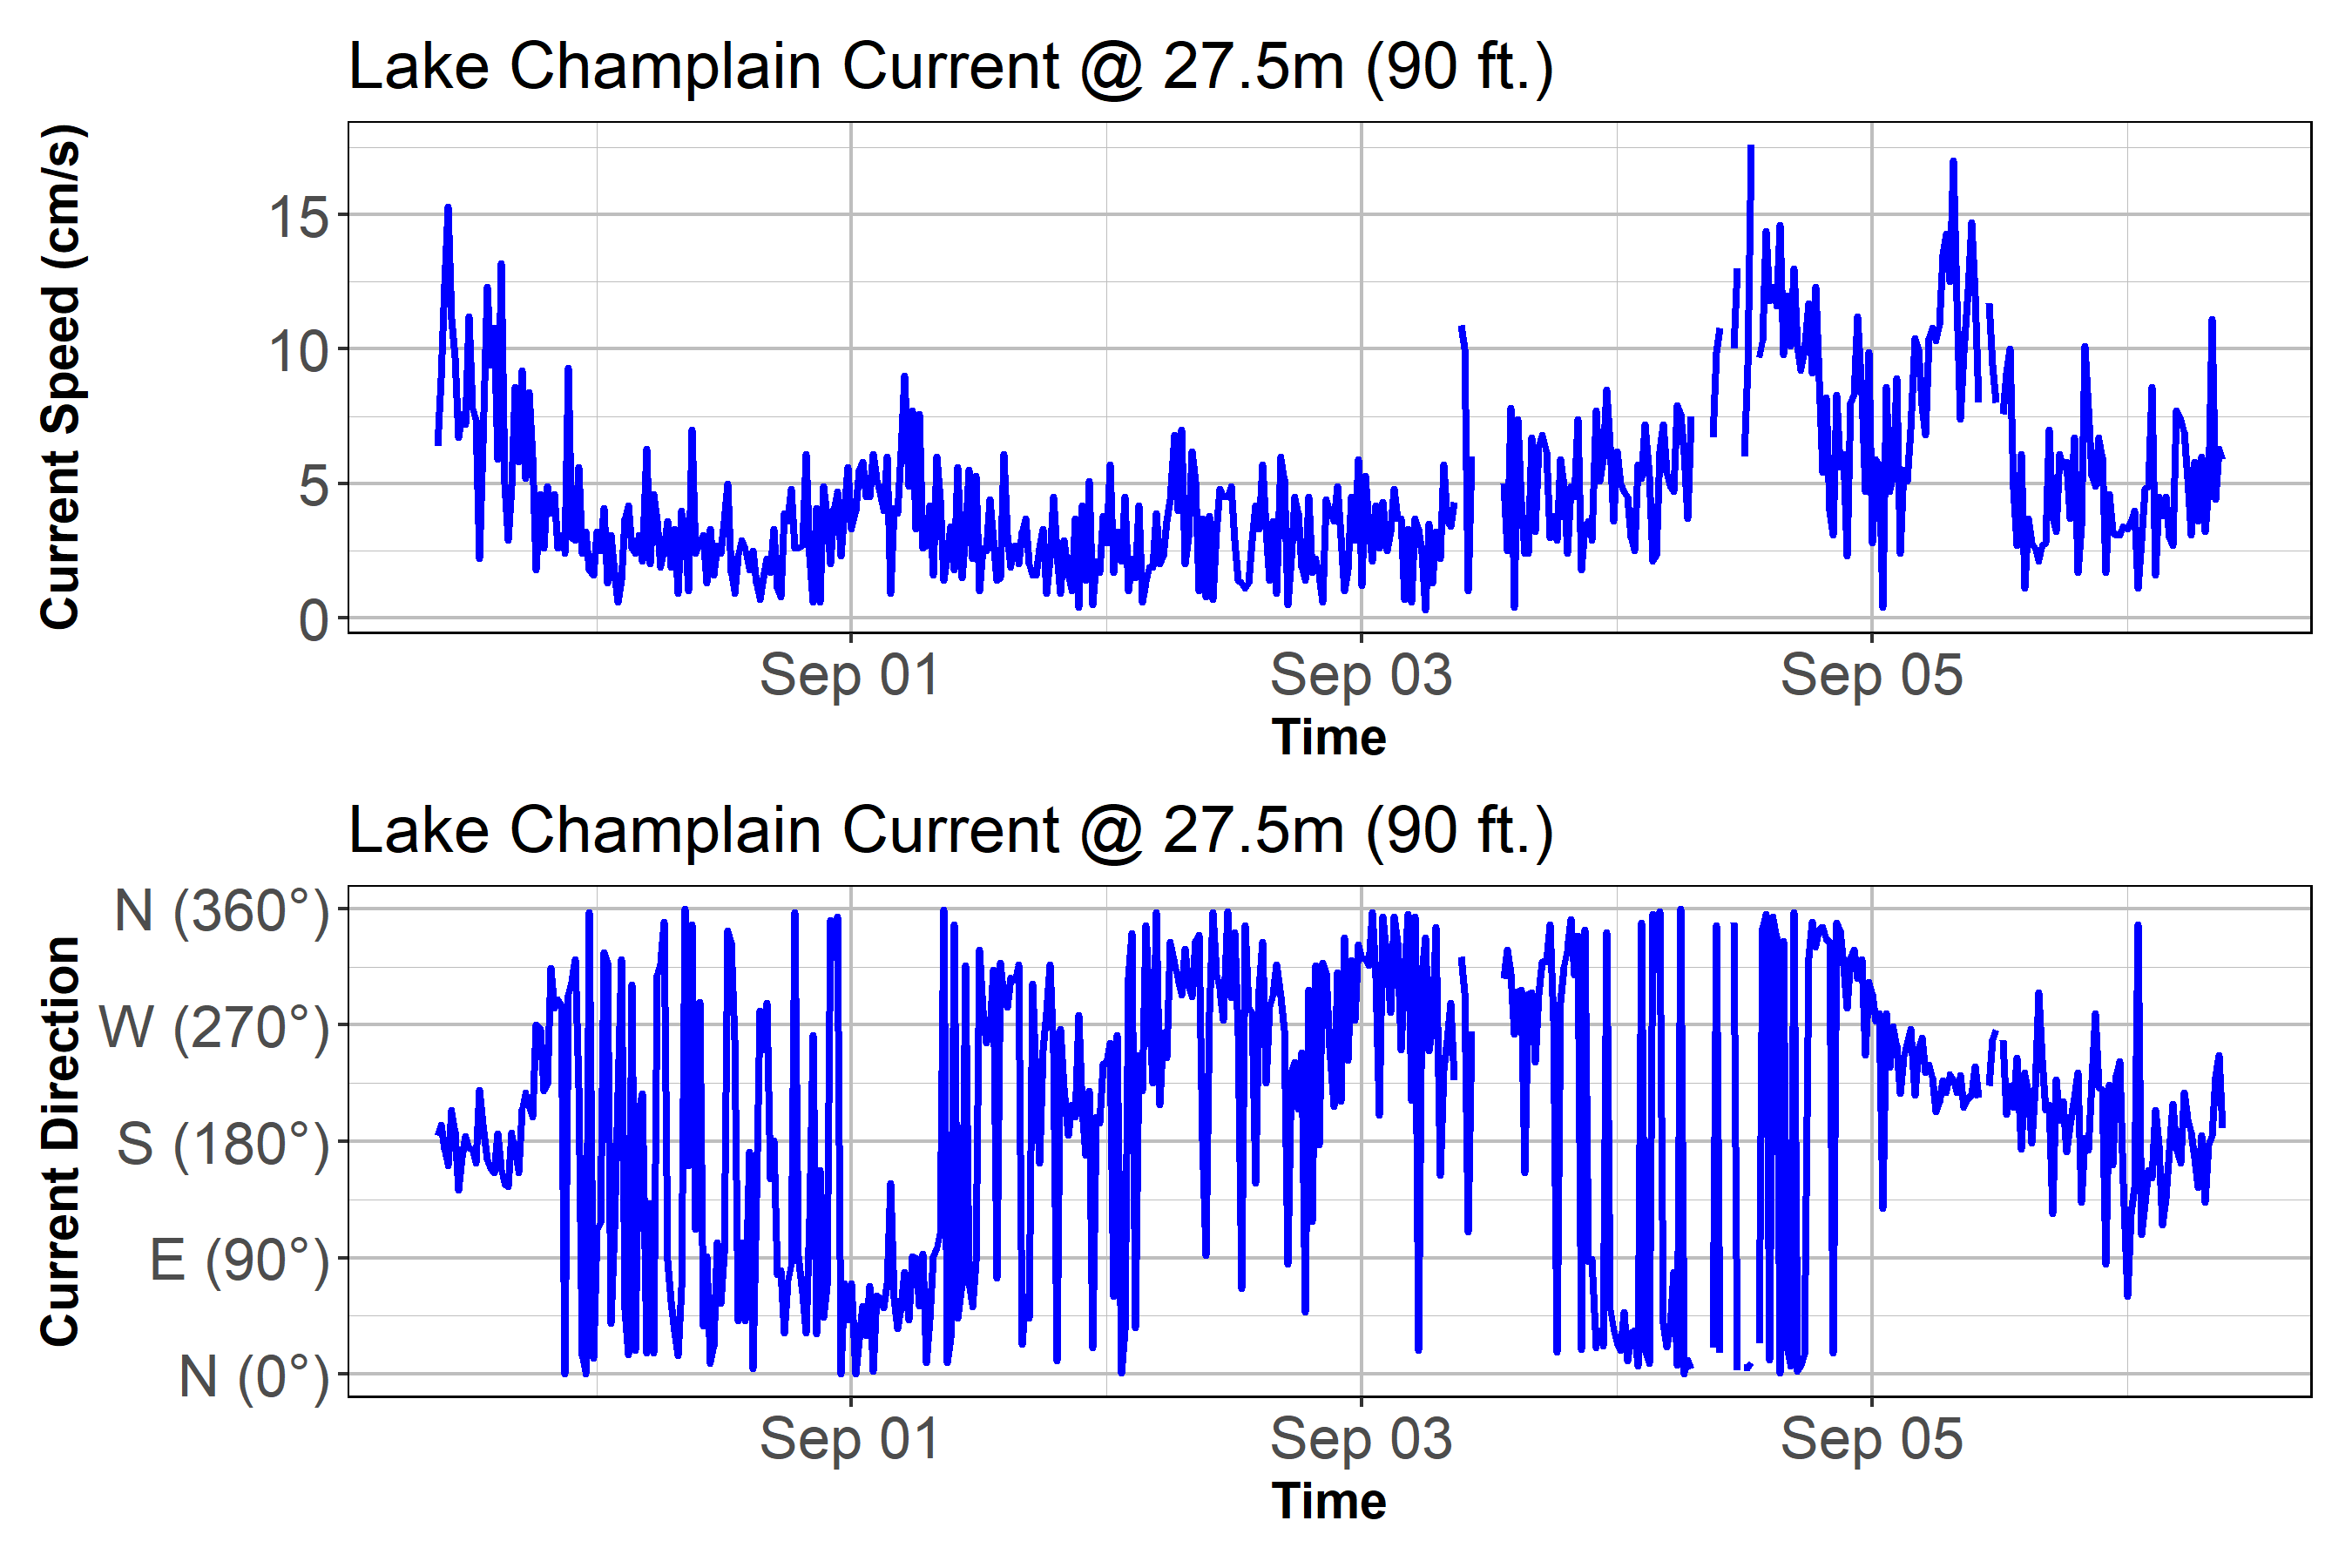 Lake Champlain Current @ 27.5m (90 ft.)
Current Speed (cm/s)
15
10
5
0
Sep 01 Sep 03 Sep 05
Time
Lake Champlain Current @ 27.5m (90 ft.)
Current Direction
N (360°)
W (270°)
S (180°)
E (90°)
N (0°)
Sep 01 Sep 03 Sep 05
Time